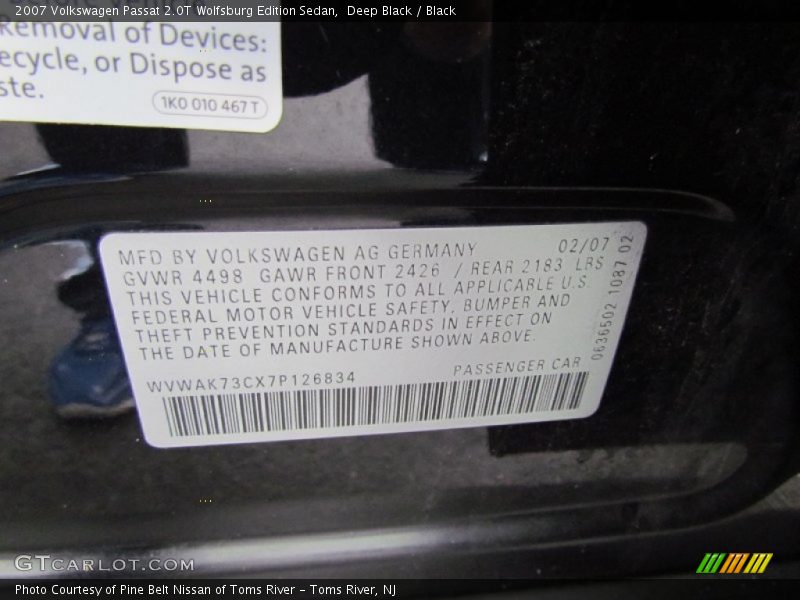 2007 Volkswagen Passat 2.0T Wolfsburg Edition Sedan, Deep Black / Black
Removal of Devices:
ecycle, or Dispose as
ste.
1K0 010 467 T
MFD BY VOLKSWAGEN AG GERMANY 02/07
GVWR 4498 GAWR FRONT 2426 / REAR 2183 LBS
THIS VEHICLE CONFORMS TO ALL APPLICABLE U.S.
FEDERAL MOTOR VEHICLE SAFETY, BUMPER AND
THEFT PREVENTION STANDARDS IN EFFECT ON
THE DATE OF MANUFACTURE SHOWN ABOVE.
WVWAK73CX7P126834 PASSENGER CAR
0636502 1087 02
GTCARLOT.COM
Photo Courtesy of Pine Belt Nissan of Toms River – Toms River, NJ